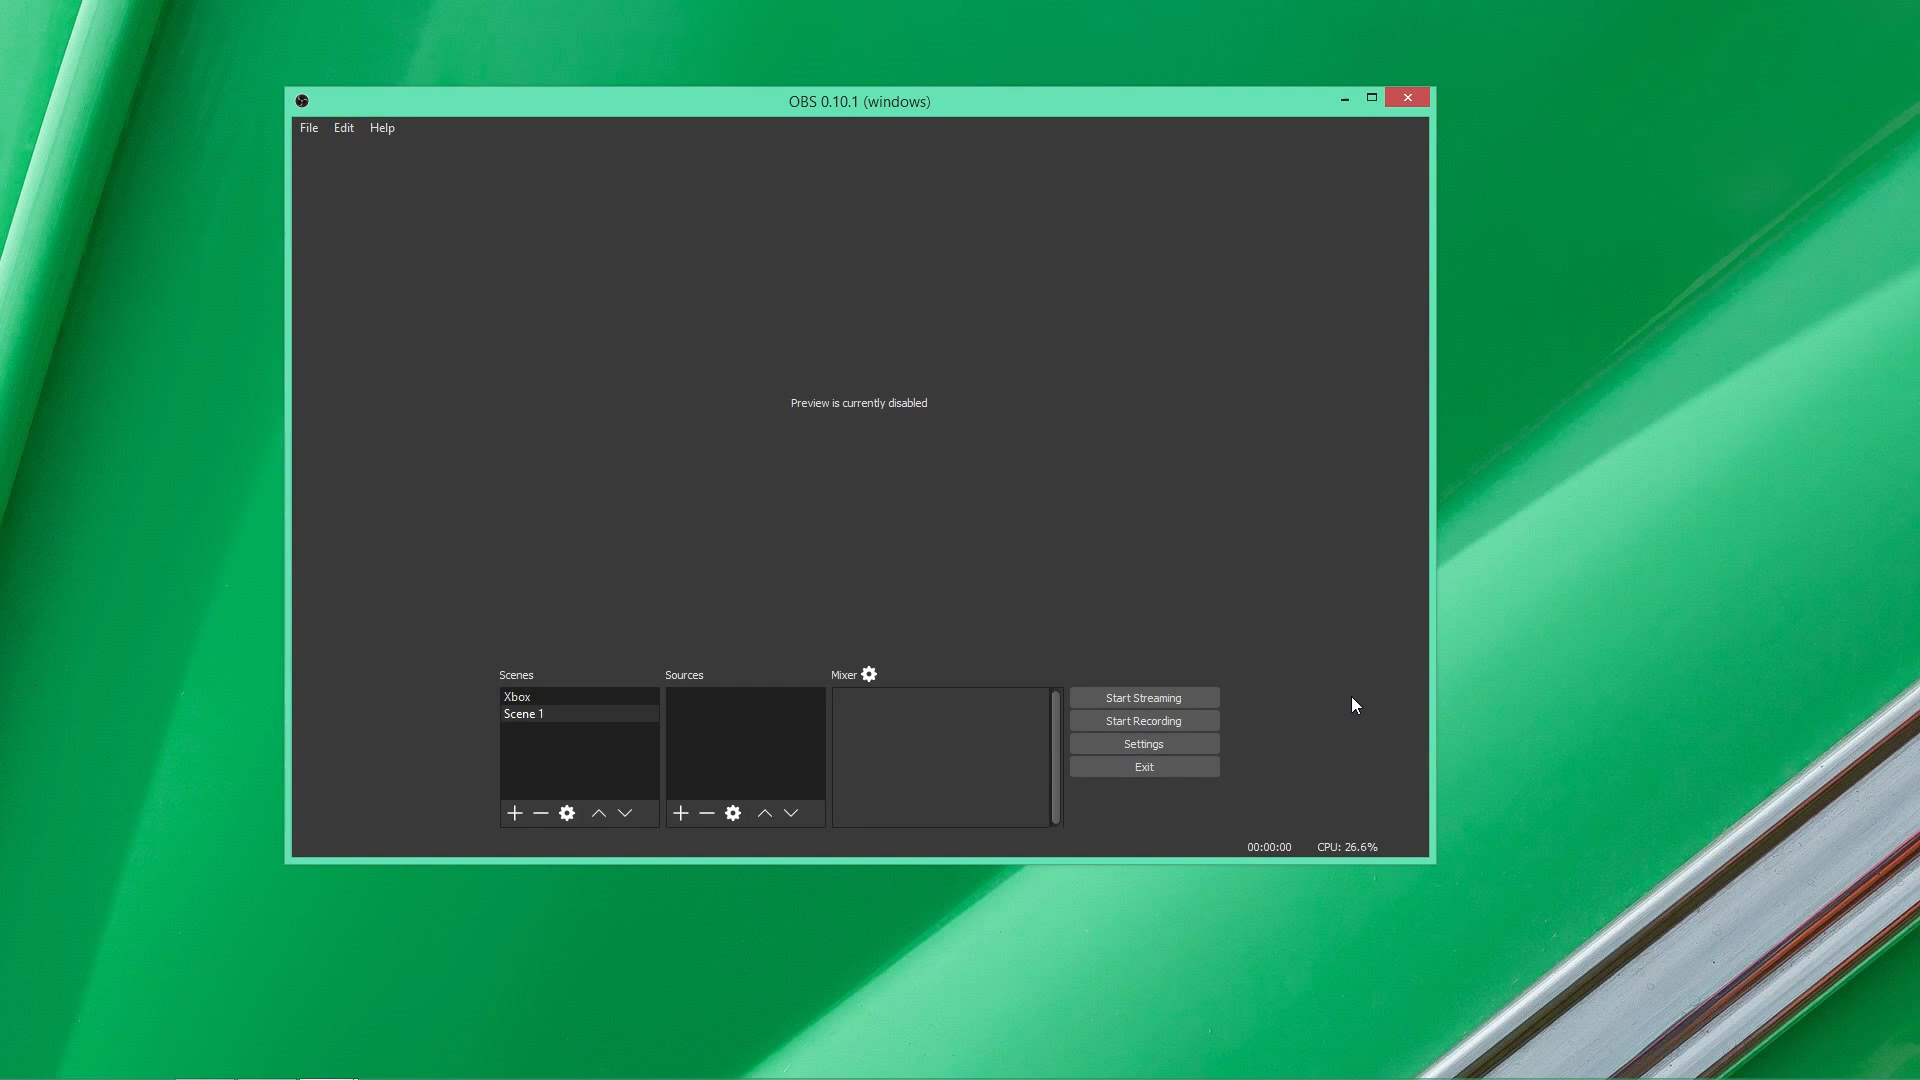 OBS 0.10.1 (windows)
File Edit Help
Preview is currently disabled
Scenes
Xbox
Scene 1
Sources
Mixer
Start Streaming
Start Recording
Settings
Exit
00:00:00 CPU: 26.6%